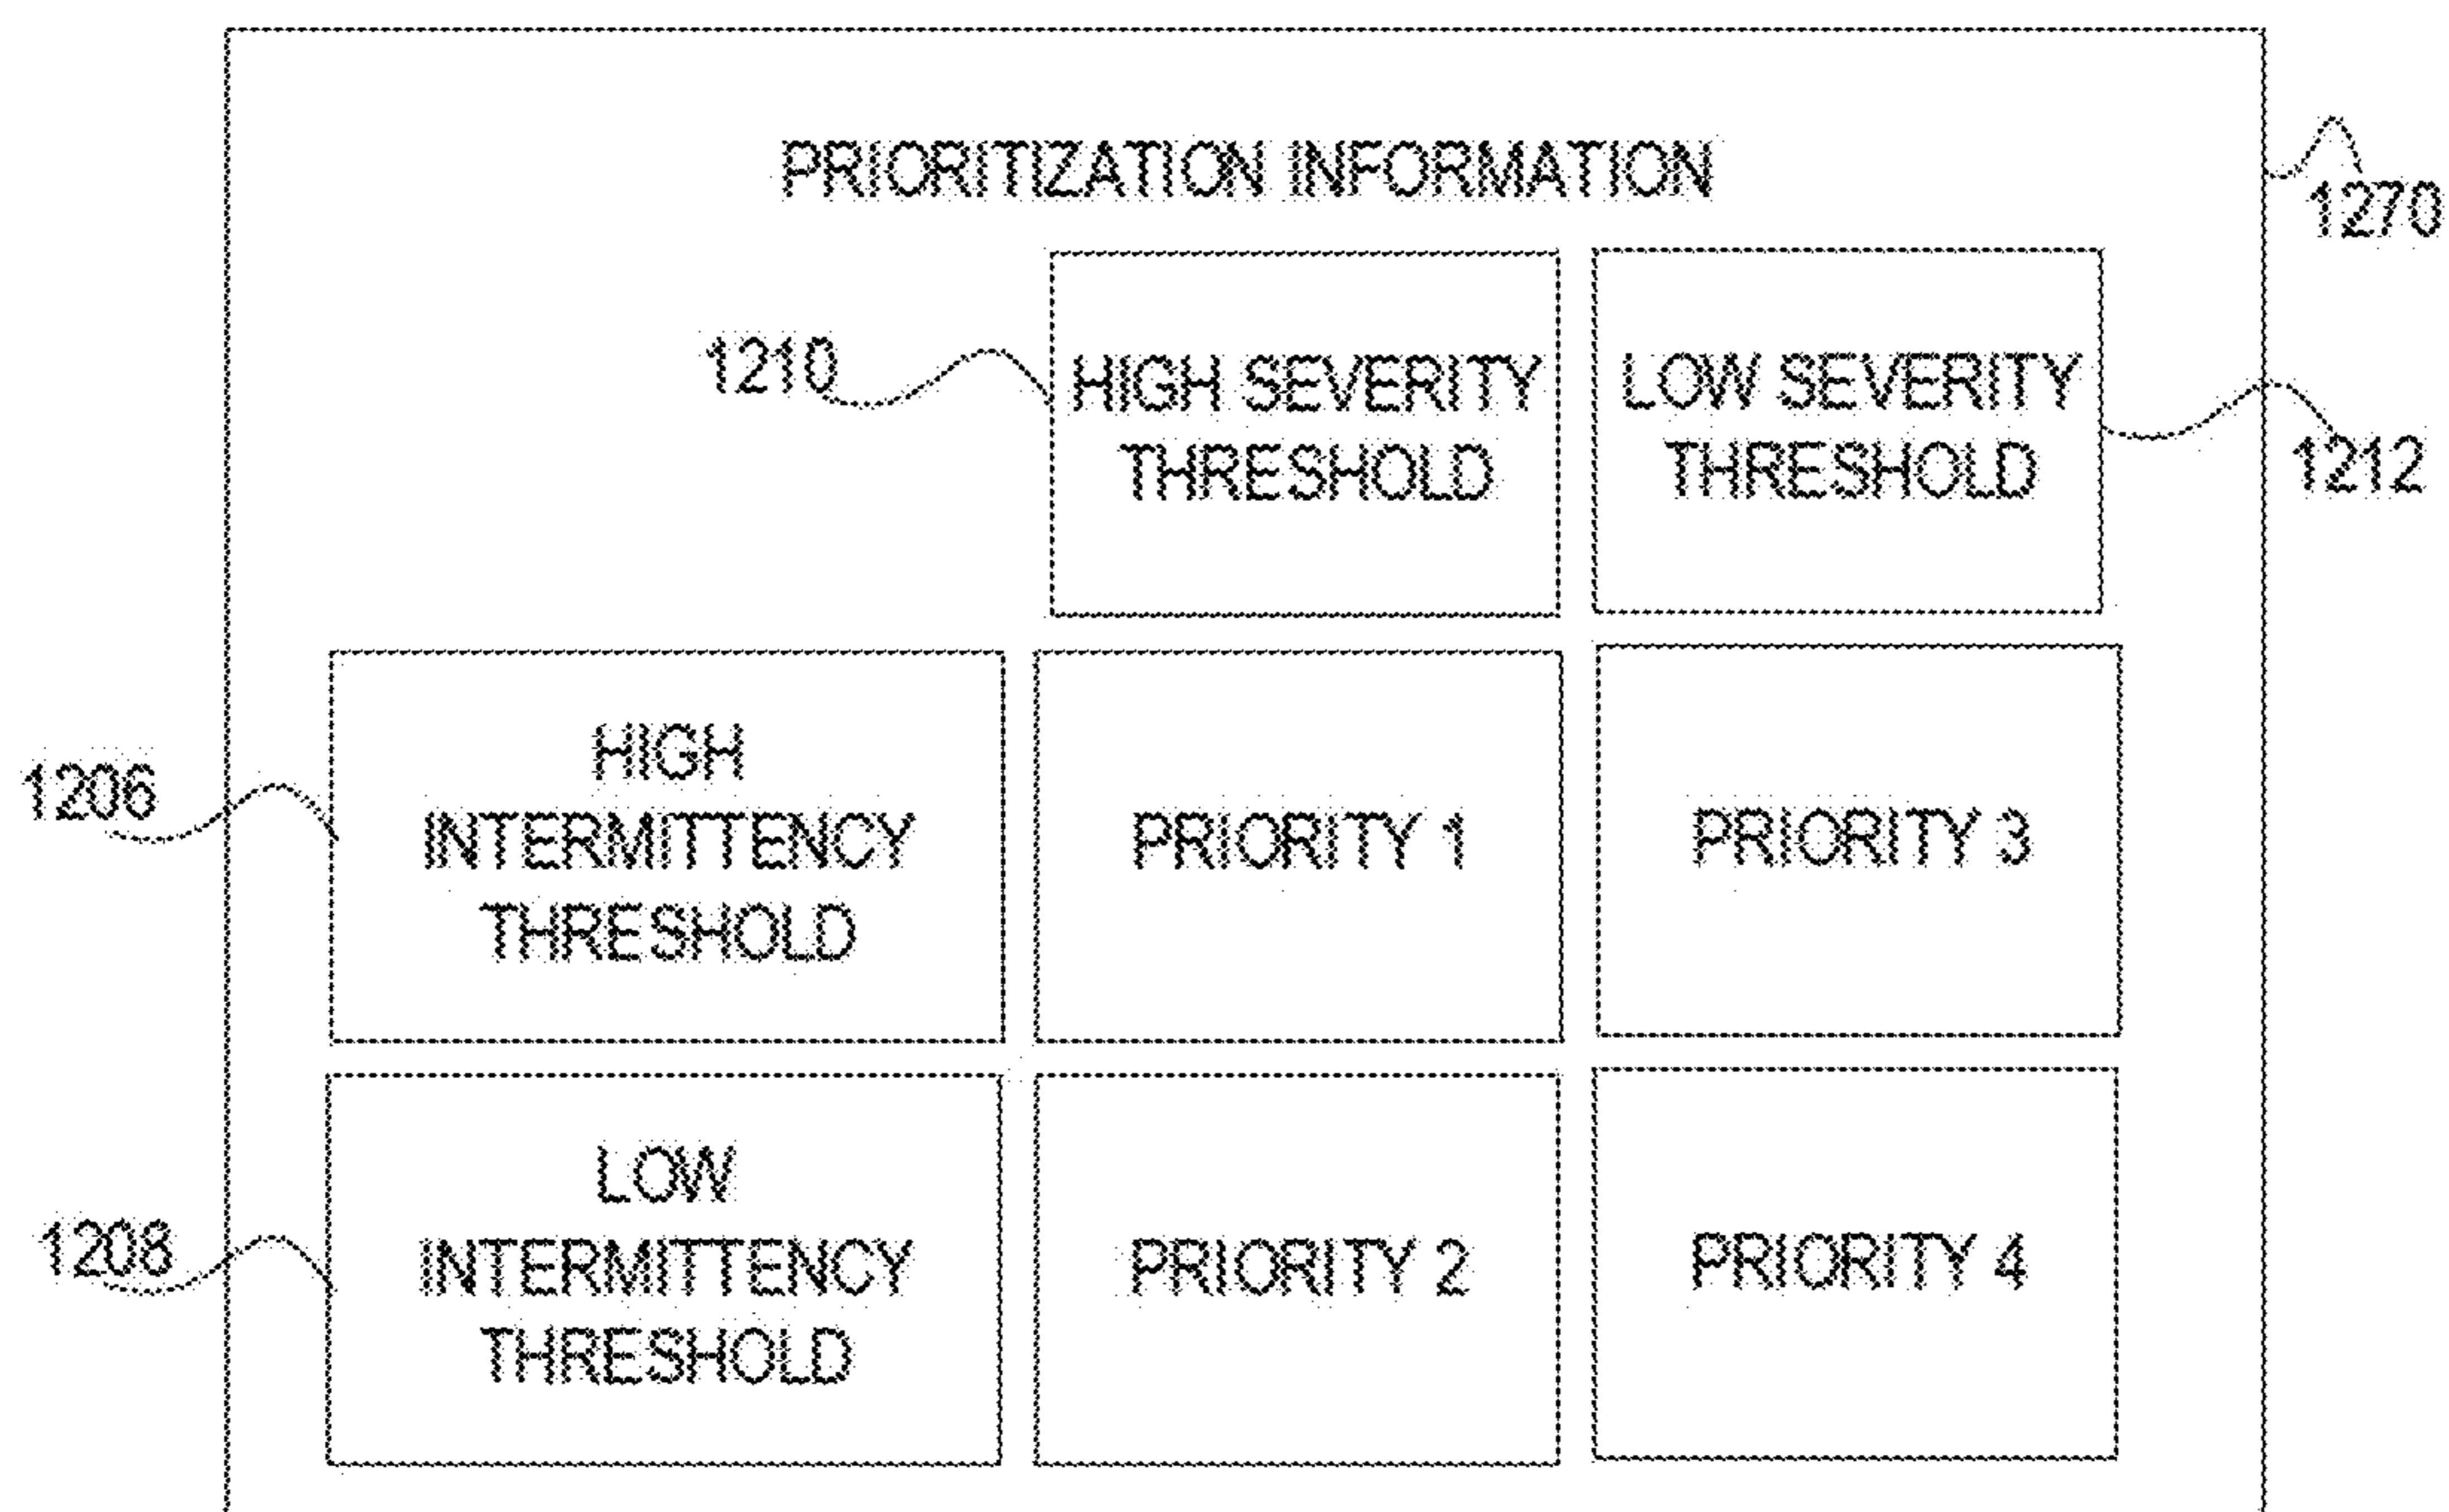 PRIORITIZATION INFORMATION
1270
1210
HIGH SEVERITY
THRESHOLD
LOW SEVERITY
THRESHOLD
1212
1206
HIGH
INTERMITTENCY
THRESHOLD
PRIORITY 1
PRIORITY 3
1208
LOW
INTERMITTENCY
THRESHOLD
PRIORITY 2
PRIORITY 4